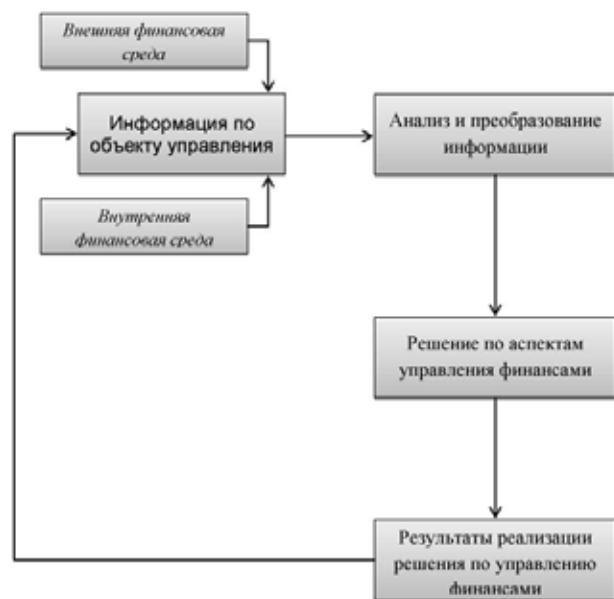 Внешняя финансовая
среда
Информация по
объекту управления
Внутренняя
финансовая среда
Анализ и преобразование
информации
Решение по аспектам
управления финансами
Результаты реализации
решения по управлению
финансами